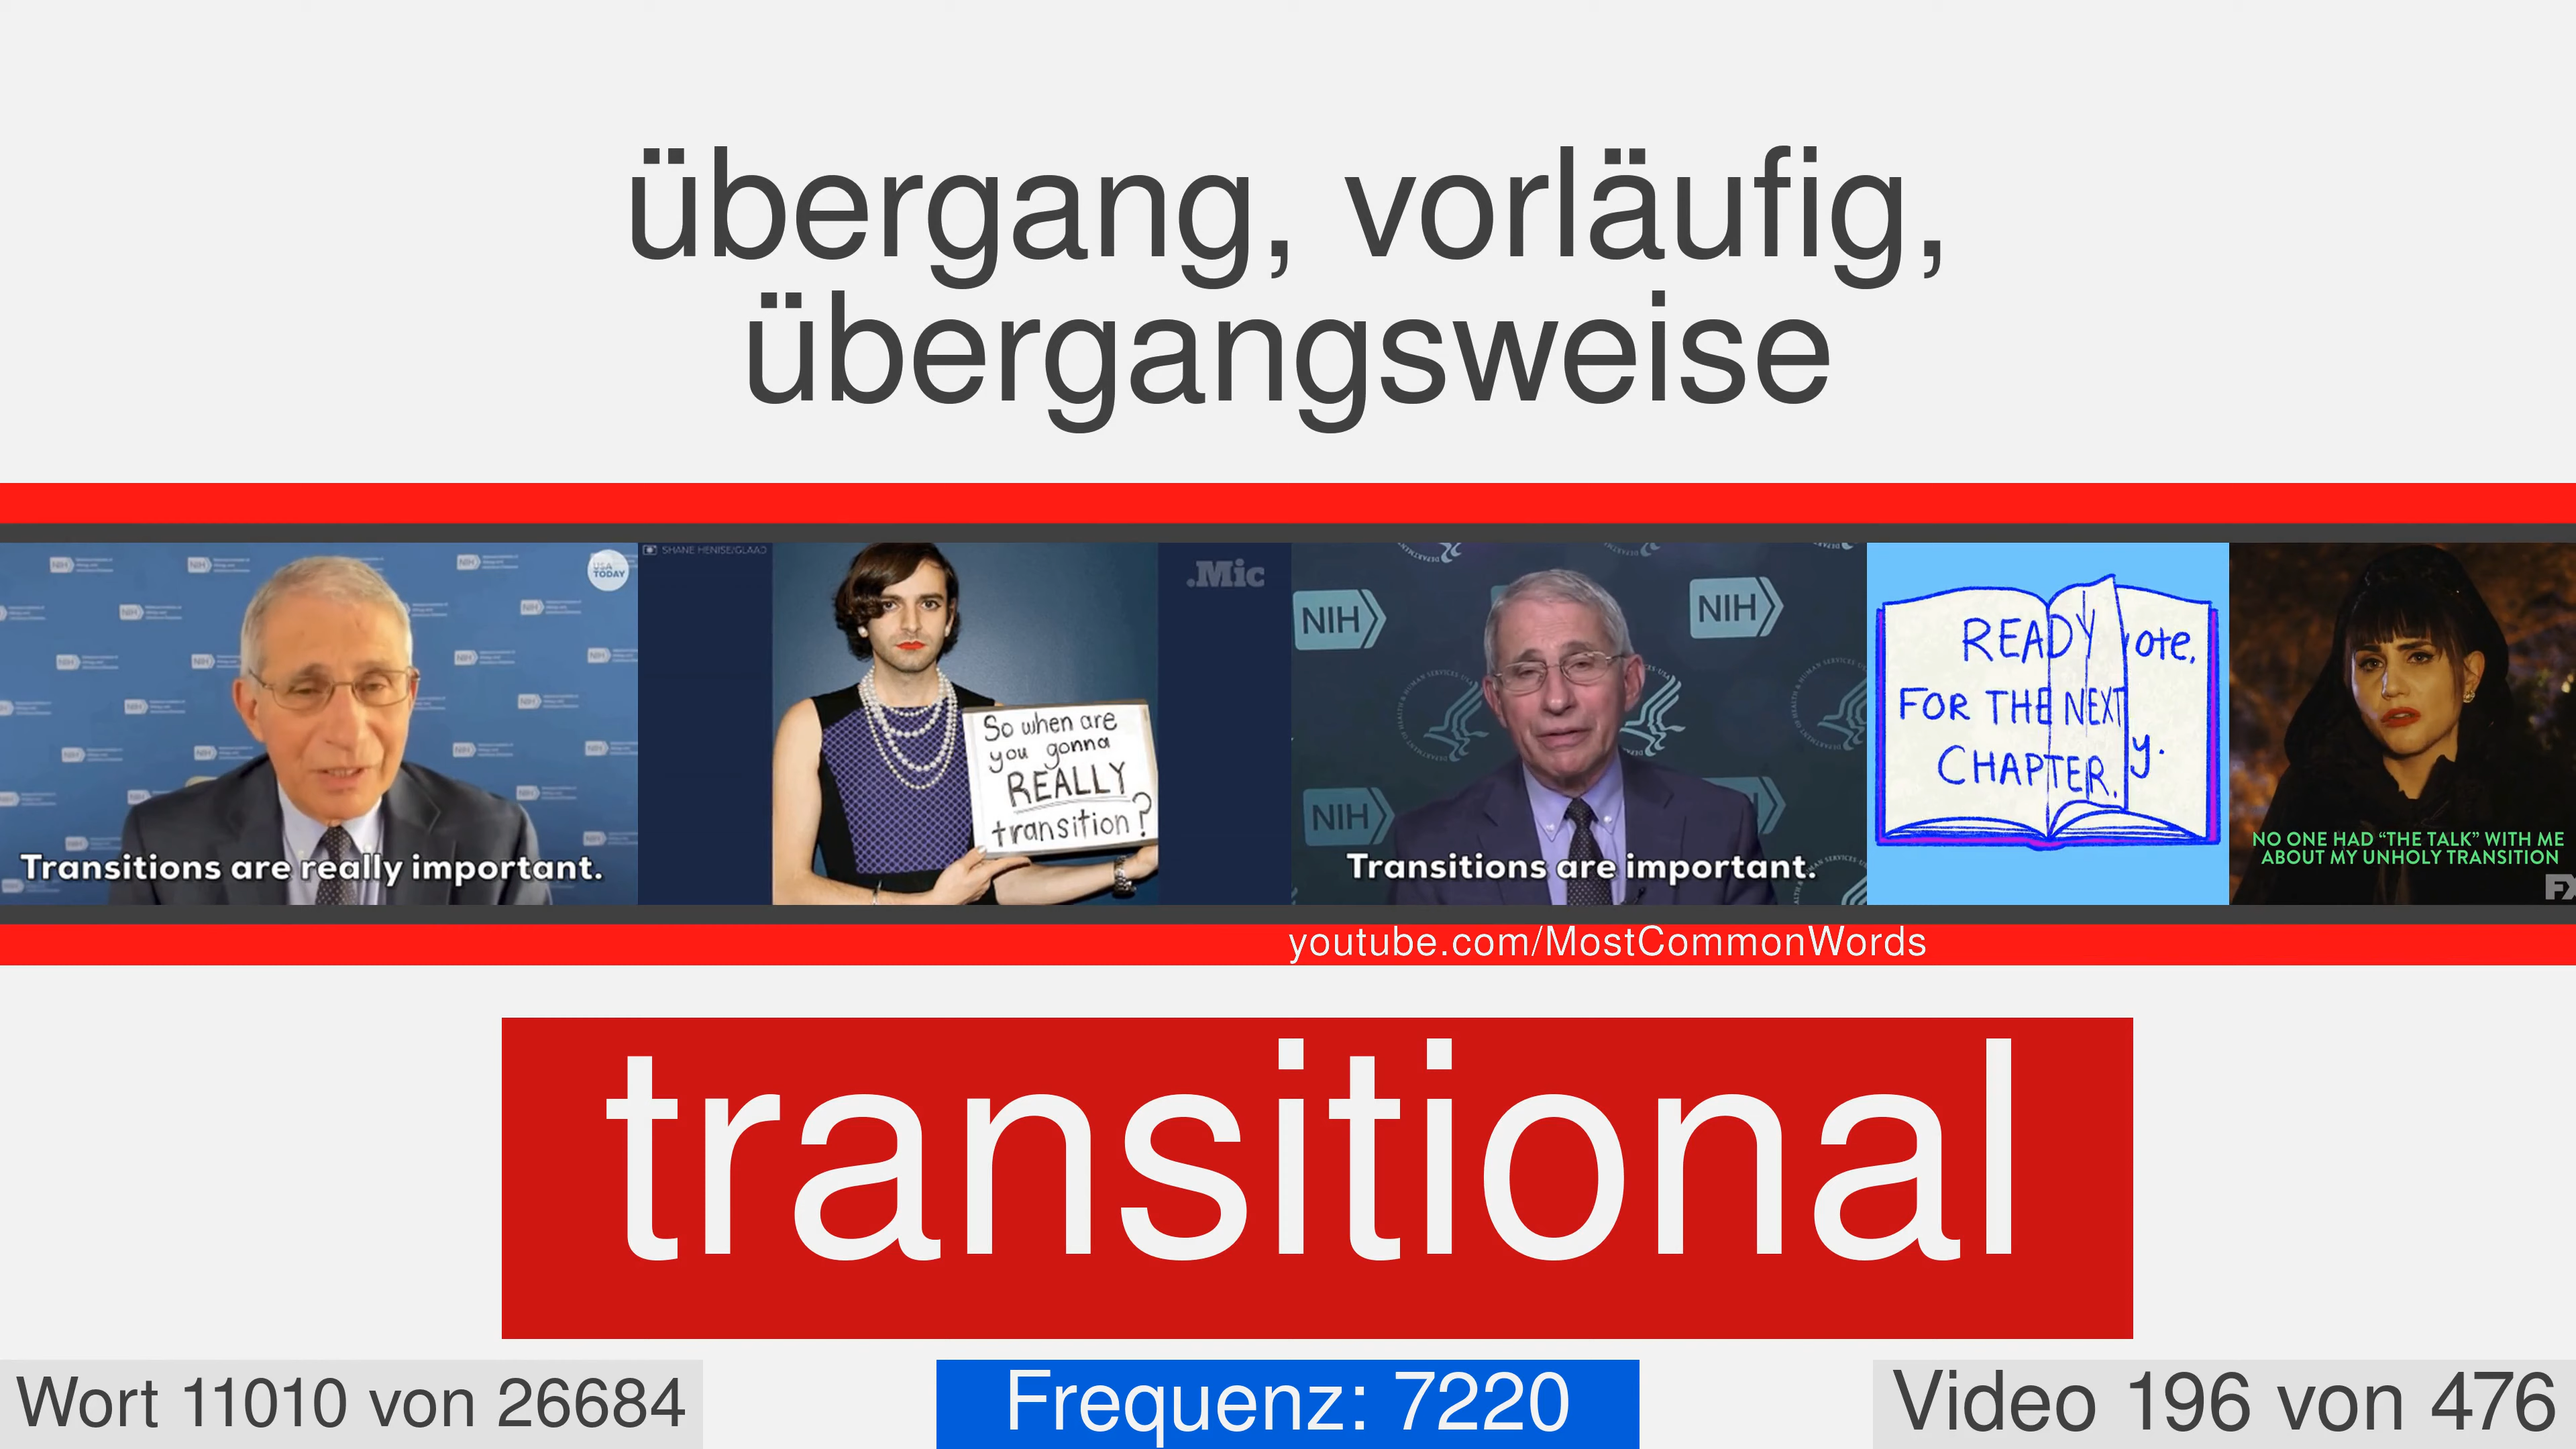 übergang, vorläufig,
übergangsweise
USA
TODAY
NIH
Transitions are really important.
SHANE HENISE/GLAAD
.Mic
So when are
you gonna
REALLY
transition?
NIH
NIH
NIH
Transitions are important.
READY ote.
FOR THE NEXT
CHAPTER. y.
NO ONE HAD “THE TALK” WITH ME
ABOUT MY UNHOLY TRANSITION
FX
youtube.com/MostCommonWords
transitional
Wort 11010 von 26684
Frequenz: 7220
Video 196 von 476